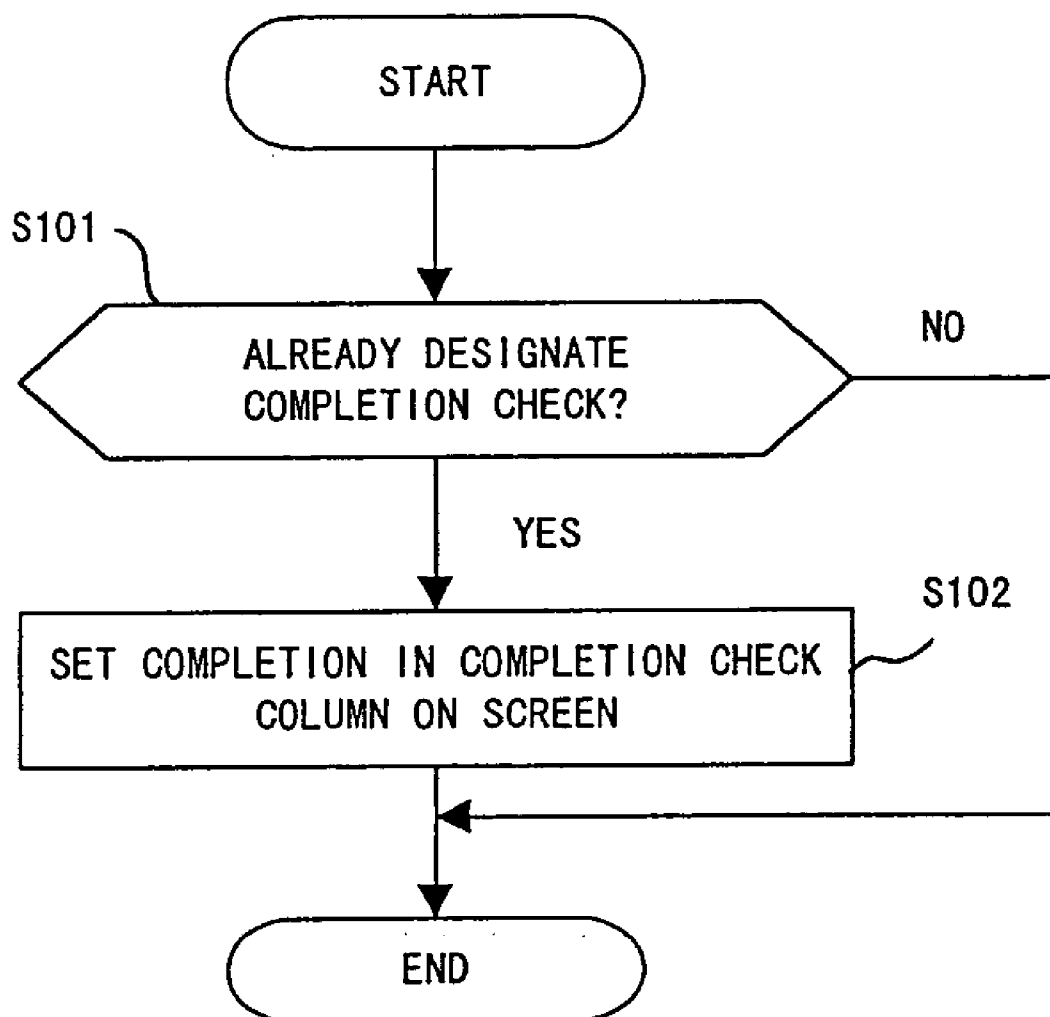 START
S101
ALREADY DESIGNATE
COMPLETION CHECK?
NO
YES
S102
SET COMPLETION IN COMPLETION CHECK
COLUMN ON SCREEN
END